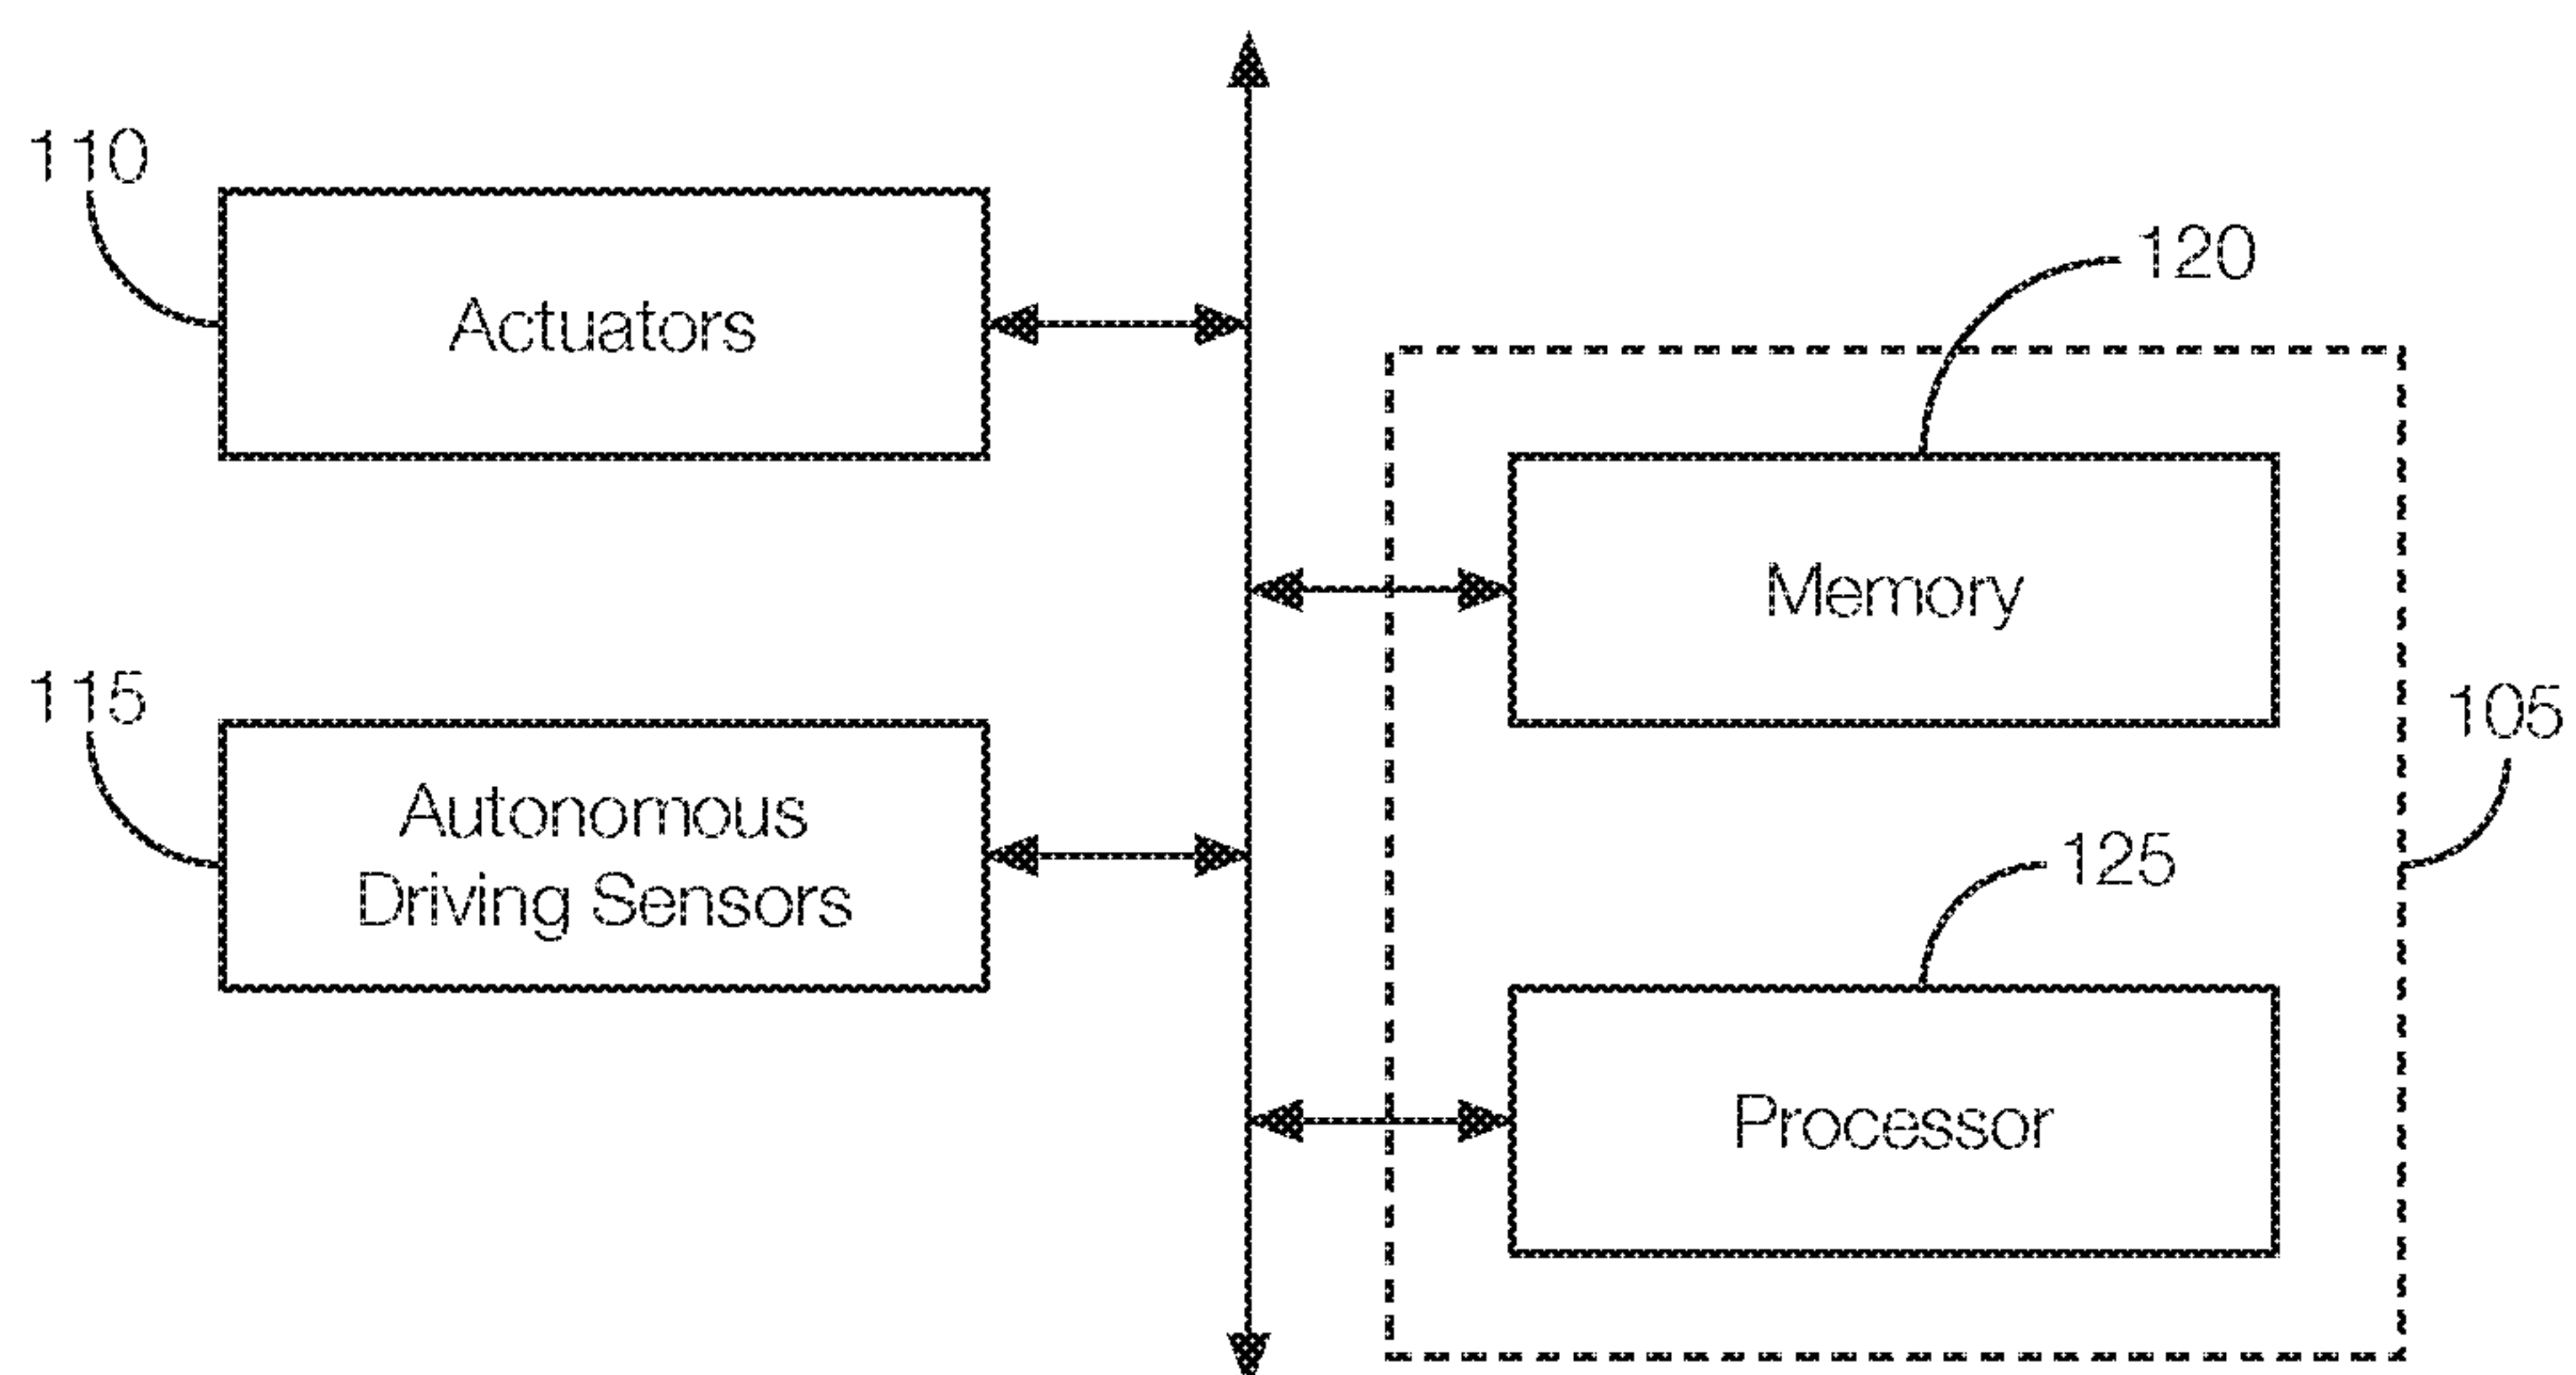 110
Actuators
120
Memory
115
Autonomous
Driving Sensors
105
125
Processor